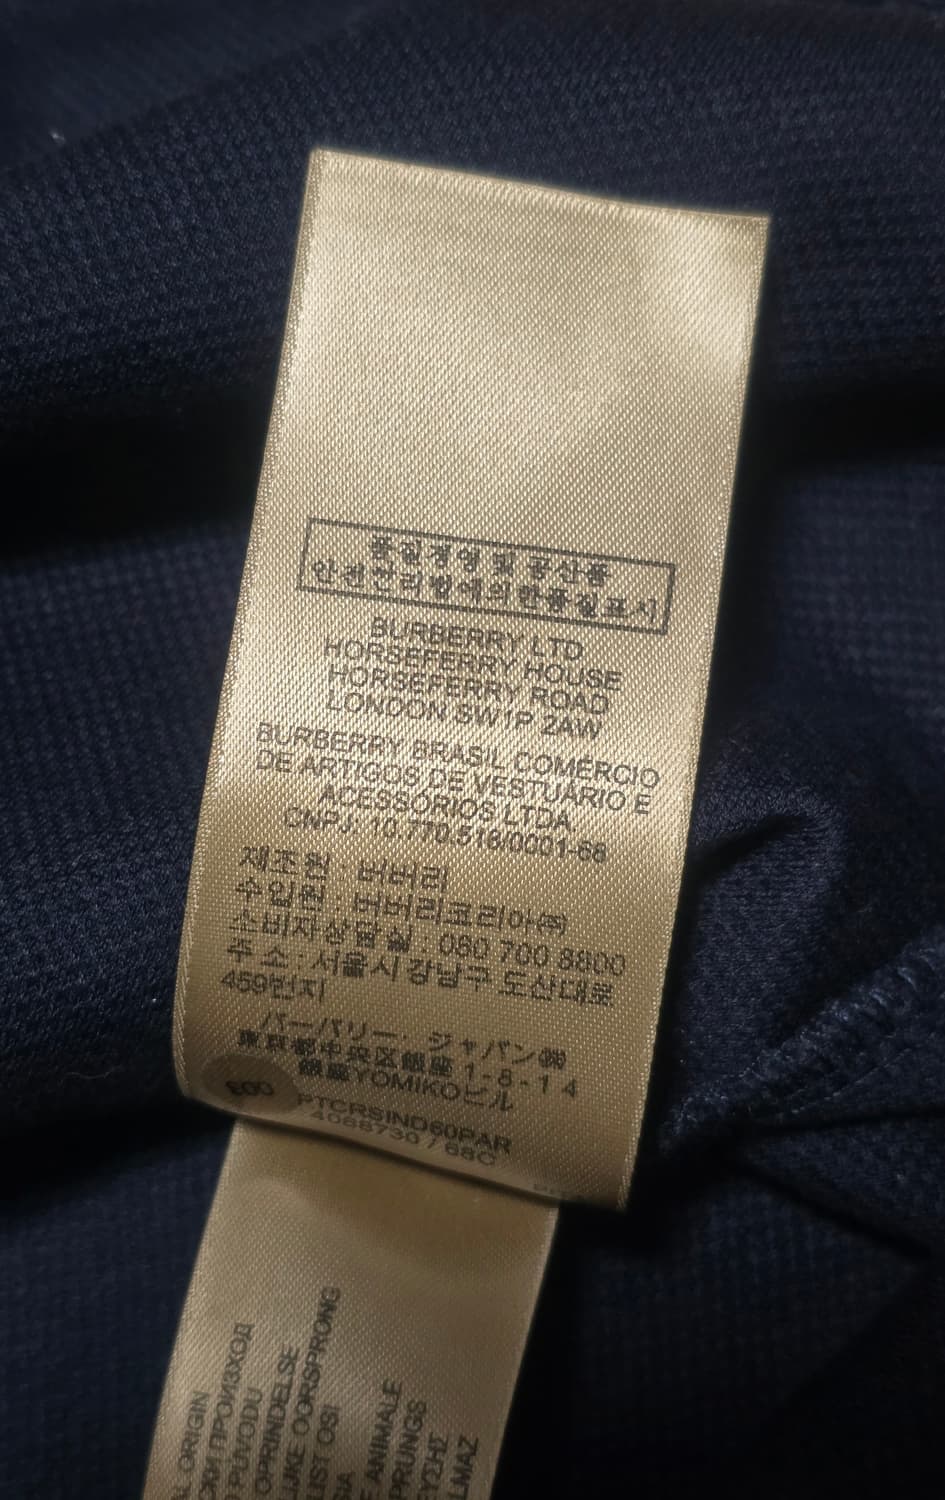 품질경영 및 공산품
안전관리법에의한품질표시
BURBERRY LTD
HORSEFERRY HOUSE
HORSEFERRY ROAD
LONDON SW1P 2AW
BURBERRY BRASIL COMÉRCIO
DE ARTIGOS DE VESTUÁRIO E
ACESSÓRIOS LTDA.
CNPJ: 10.770.516/0001-66
제조원 : 버버리
수입원 : 버버리코리아㈜
소비자상담실 : 080 700 8800
주 소 : 서울시 강남구 도산대로
459번지
バーバリー・ジャパン㈱
東京都中央区銀座 1-8-14
銀座YOMIKOビル
PTCRSIND60PAR
4088730 / 68C
ORIGIN
OPRINDELSE
OORSPRONG
ANIMALE